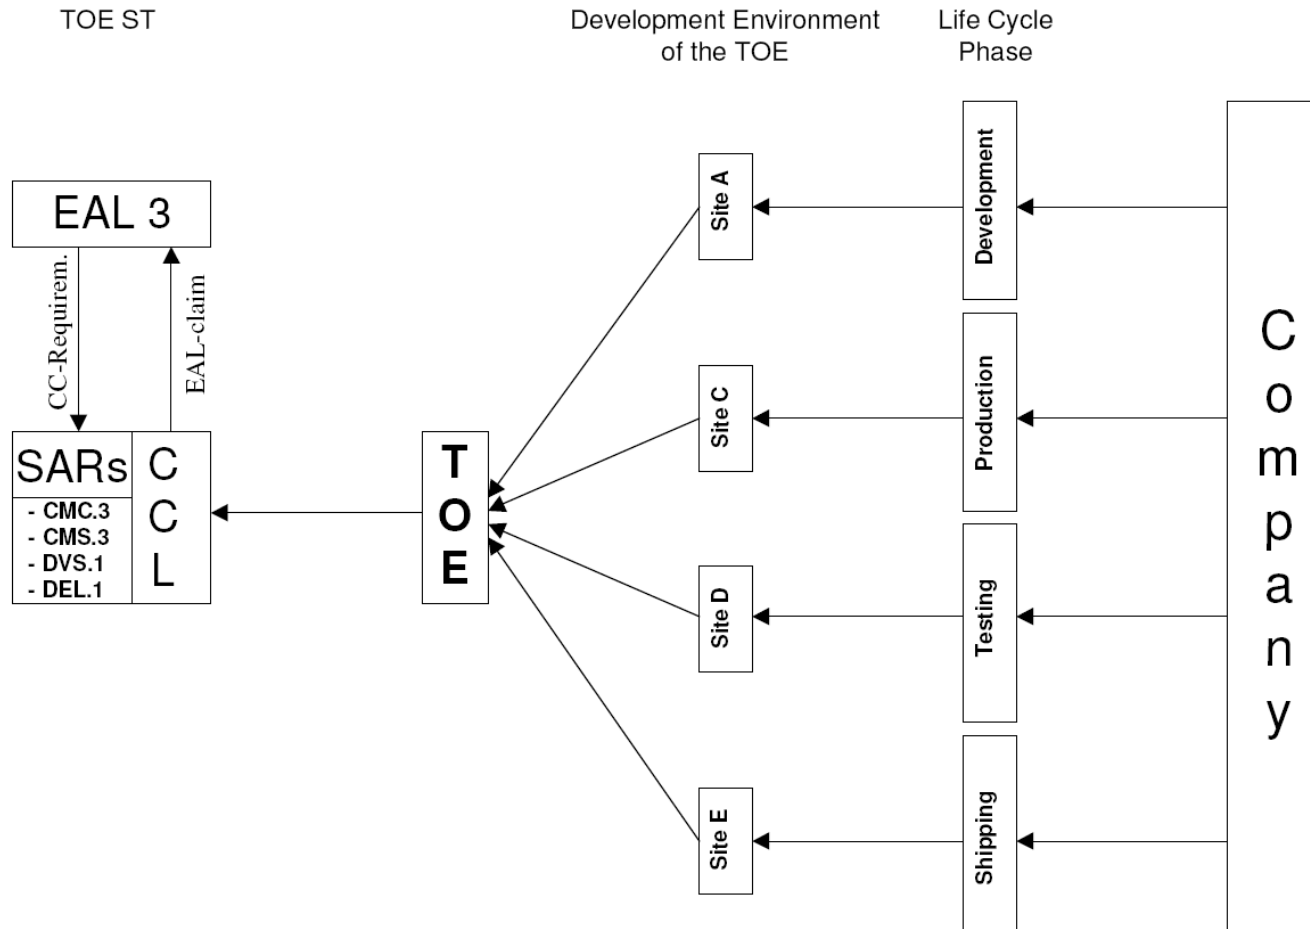 TOE ST
Development Environment
of the TOE
Life Cycle
Phase
EAL 3
CC-Requirem.
EAL-claim
SARs
- CMC.3
- CMS.3
- DVS.1
- DEL.1
C
C
L
T
O
E
Site A
Site C
Site D
Site E
Development
Production
Testing
Shipping
C
o
m
p
a
n
y